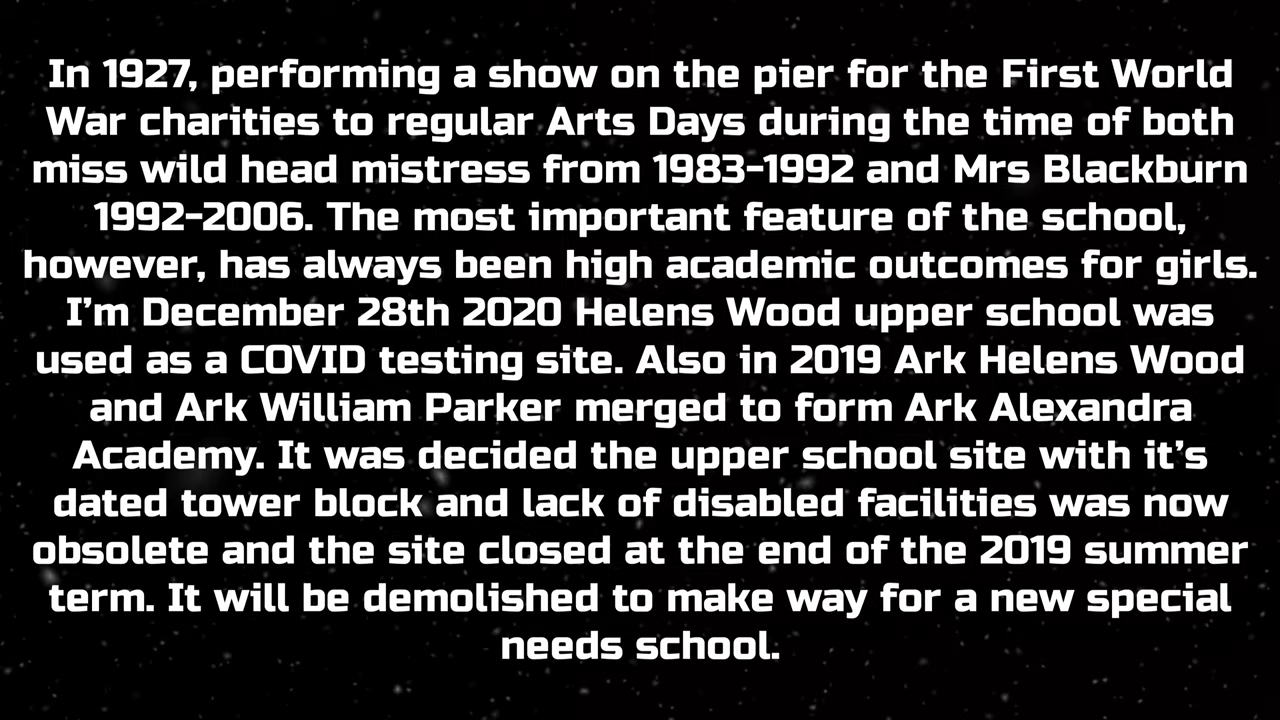 In 1927, performing a show on the pier for the First World
War charities to regular Arts Days during the time of both
miss wild head mistress from 1983-1992 and Mrs Blackburn
1992-2006. The most important feature of the school,
however, has always been high academic outcomes for girls.
I’m December 28th 2020 Helens Wood upper school was
used as a COVID testing site. Also in 2019 Ark Helens Wood
and Ark William Parker merged to form Ark Alexandra
Academy. It was decided the upper school site with it’s
dated tower block and lack of disabled facilities was now
obsolete and the site closed at the end of the 2019 summer
term. It will be demolished to make way for a new special
needs school.